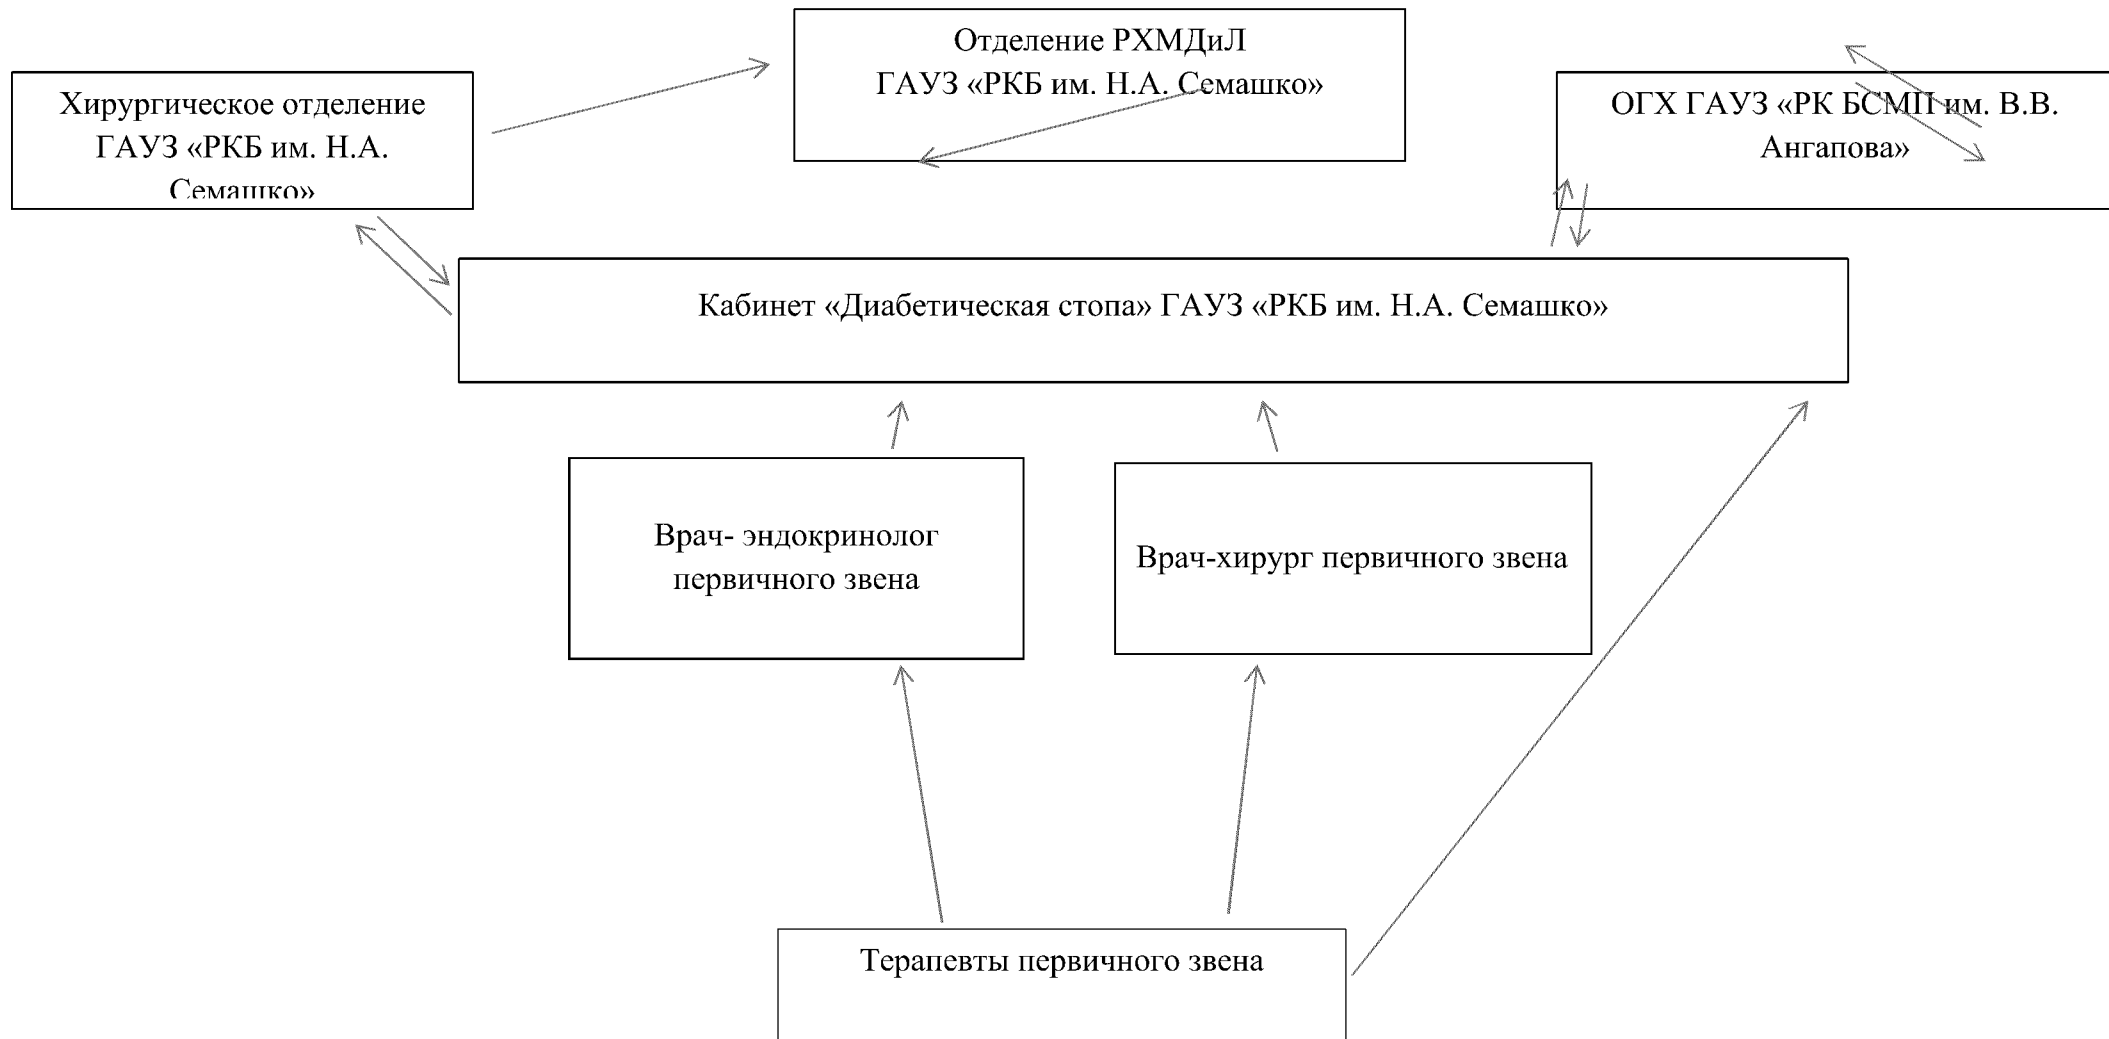 Отделение РХМДиЛ
ГАУЗ «РКБ им. Н.А. Семашко»
Хирургическое отделение
ГАУЗ «РКБ им. Н.А.
Семашко»
ОГХ ГАУЗ «РК БСМП им. В.В.
Ангапова»
Кабинет «Диабетическая стопа» ГАУЗ «РКБ им. Н.А. Семашко»
Врач- эндокринолог
первичного звена
Врач-хирург первичного звена
Терапевты первичного звена